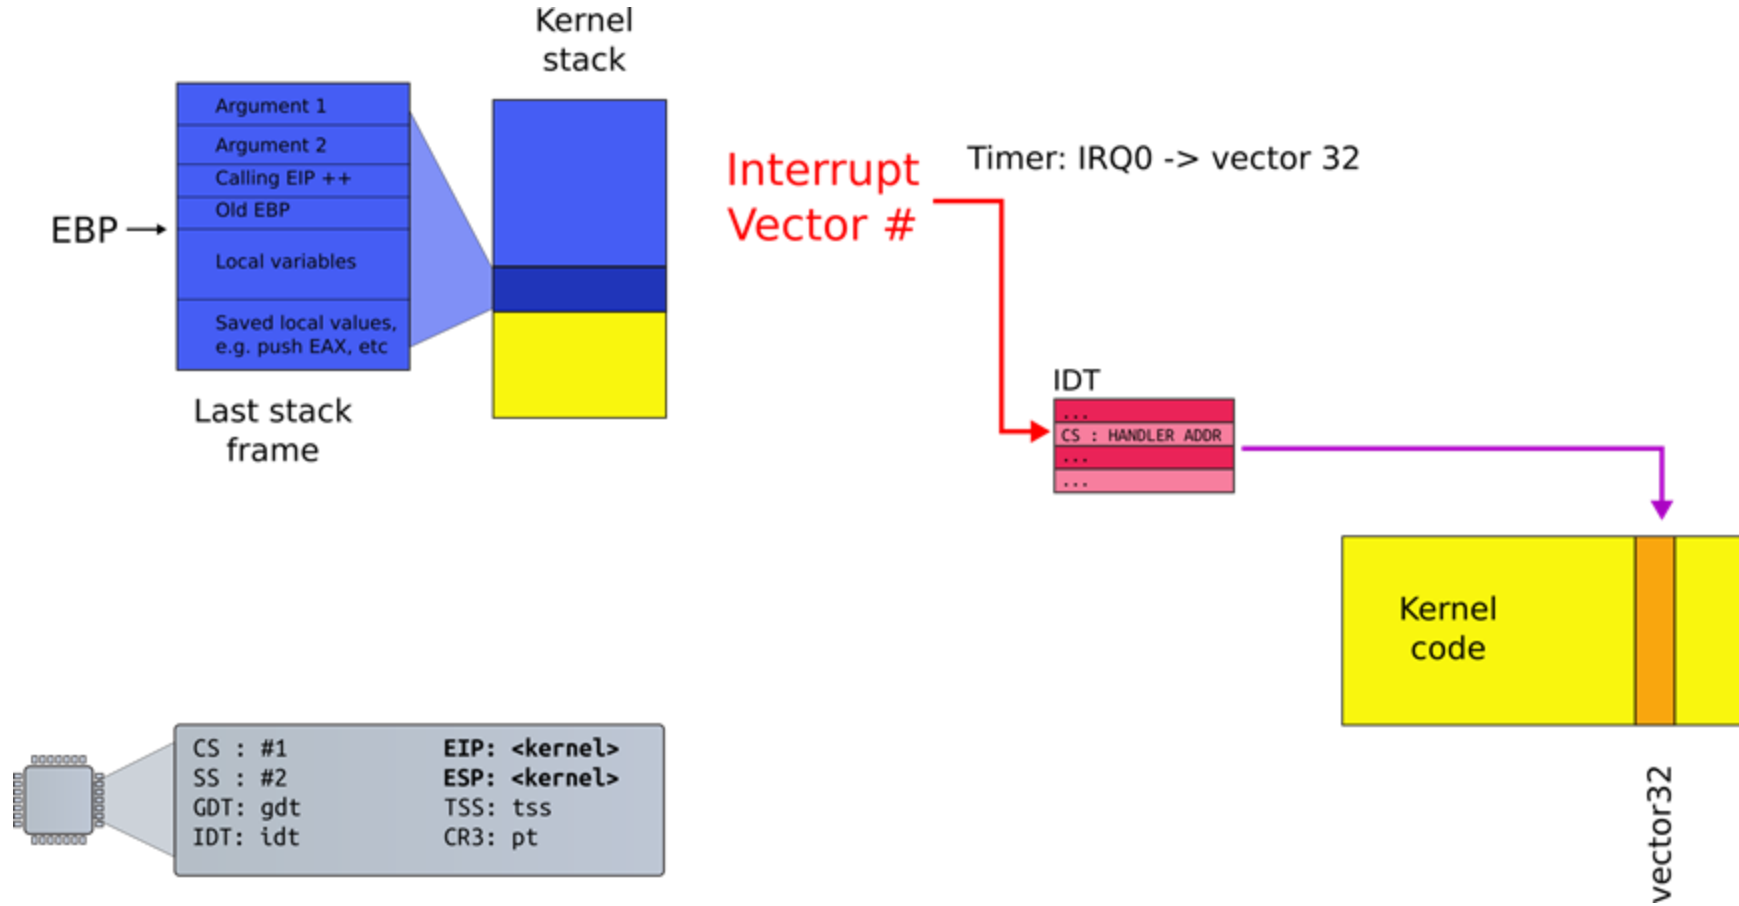 Kernel
stack
Argument 1
Argument 2
Calling EIP ++
Old EBP
EBP
Local variables
Saved local values,
e.g. push EAX, etc
Last stack
frame
Interrupt
Vector #
Timer: IRQ0 -> vector 32
IDT
...
CS : HANDLER ADDR
...
...
Kernel
code
vector32
CS : #1 EIP: <kernel>
SS : #2 ESP: <kernel>
GDT: gdt TSS: tss
IDT: idt CR3: pt